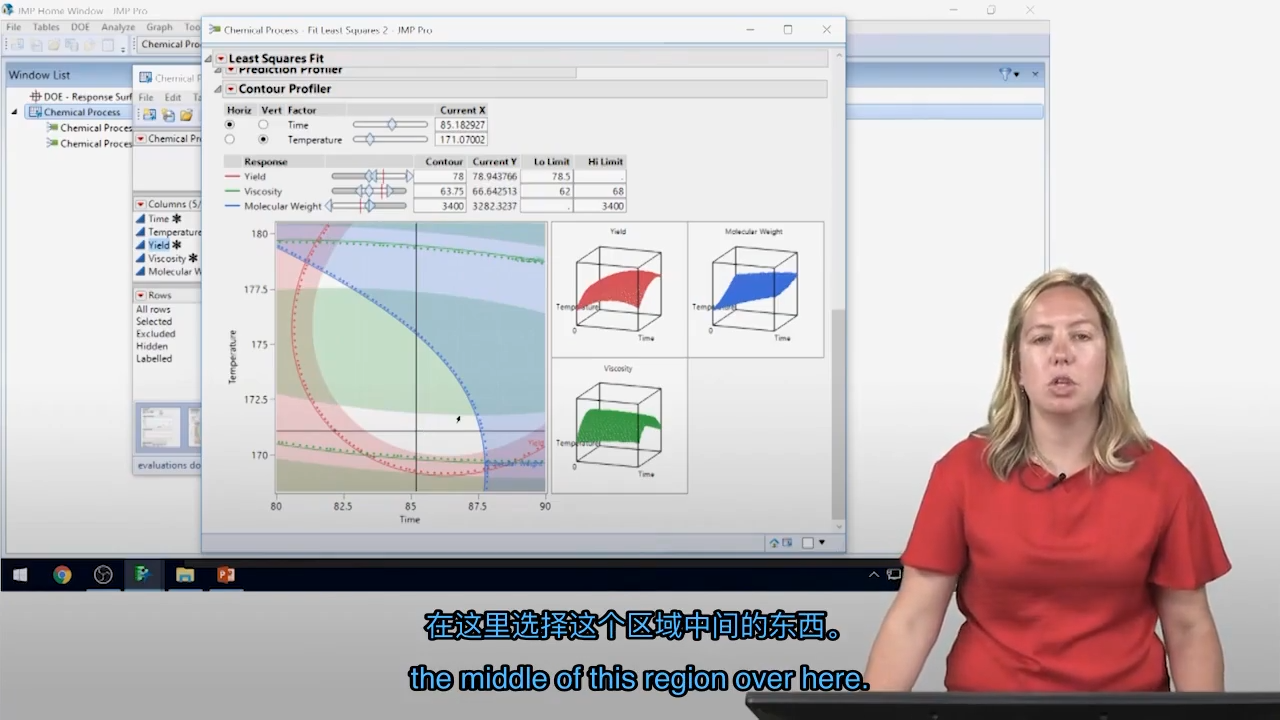 JMP Home Window - JMP Pro
File Tables DOE Analyze Graph
Chemical Pro
Window List
DOE - Response Surf
Chemical Process
Chemical Proces
Chemical Proces
Chemical P
File Edit
Chemical Pr
Columns (5/
Time
Temperature
Yield
Viscosity
Molecular W
Rows
All rows
Selected
Excluded
Hidden
Labelled
evaluations do
Chemical Process - Fit Least Squares 2 - JMP Pro
Least Squares Fit
Prediction Profiler
Contour Profiler
Horiz Vert Factor Current X
Time 85.182927
Temperature 171.07002
Response Contour Current Y Lo Limit Hi Limit
Yield 78 78.943766 78.5 .
Viscosity 63.75 66.642513 62 68
Molecular Weight 3400 3282.3237 . 3400
180
177.5
175
172.5
170
Temperature
80 82.5 85 87.5 90
Time
Yield
Temperature
0
Time
Molecular Weight
0
Time
Viscosity
Temperature
0
Time
在这里选择这个区域中间的东西。
the middle of this region over here.